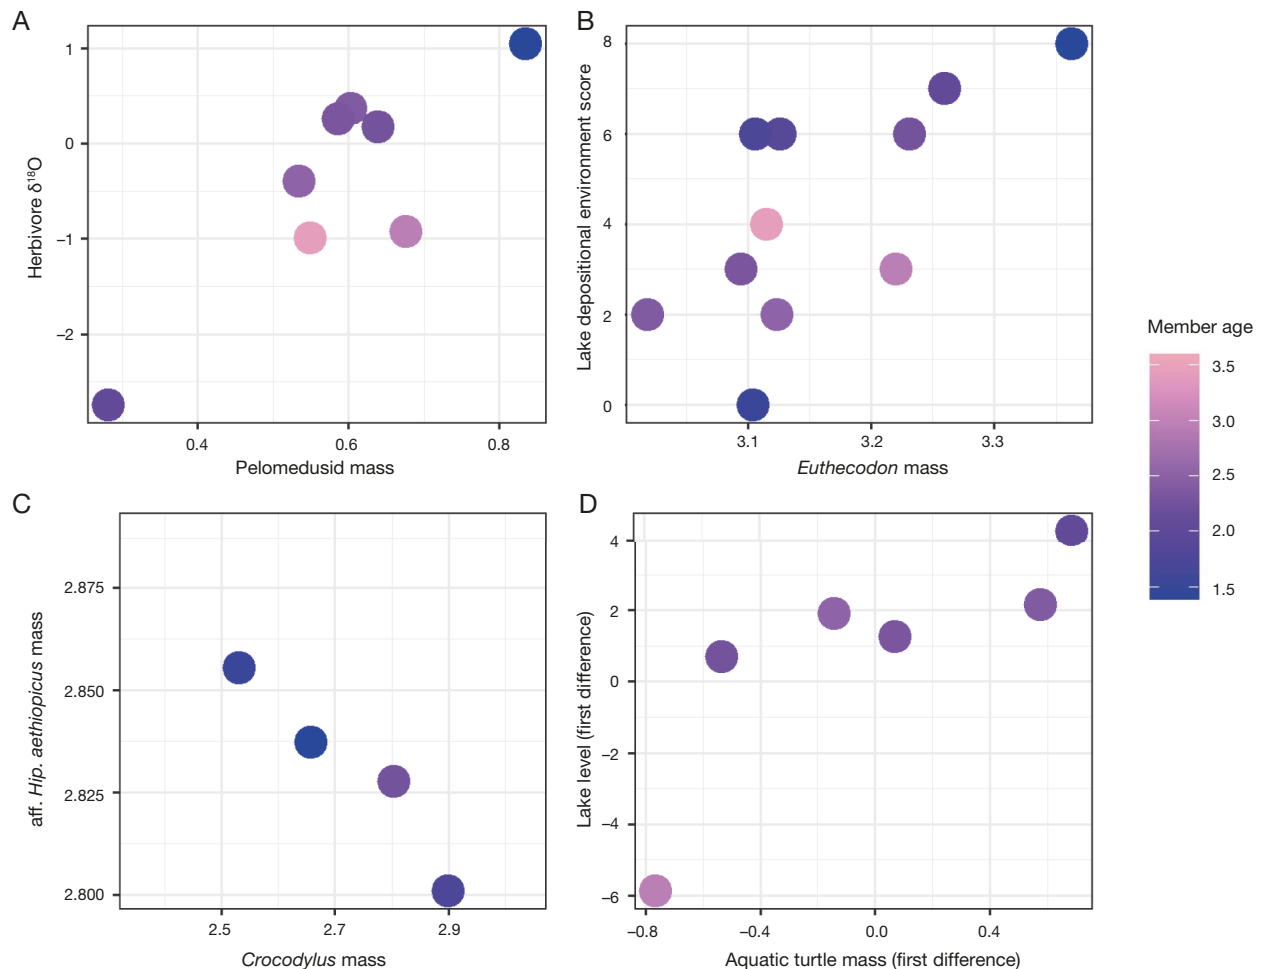 A
1
0
−1
−2
Herbivore δ¹⁸O
0.4
0.6
0.8
Pelomedusid mass
B
8
6
4
2
0
Lake depositional environment score
3.1
3.2
3.3
Euthecodon mass
Member age
3.5
3.0
2.5
2.0
1.5
C
2.875
2.850
2.825
2.800
aff. Hip. aethiopicus mass
2.5
2.7
2.9
Crocodylus mass
D
4
2
0
−2
−4
−6
Lake level (first difference)
−0.8
−0.4
0.0
0.4
Aquatic turtle mass (first difference)